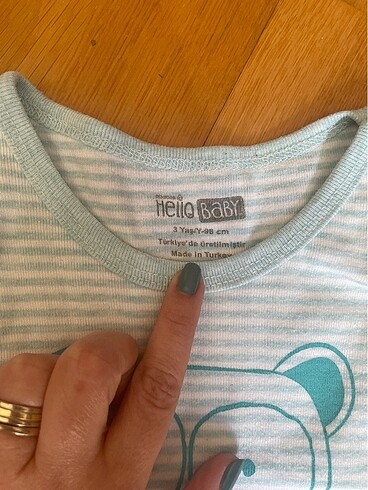 Hello BABY
3 Yaş/Y-98 cm
Türkiye'de üretilmiştir
Made in Turkey